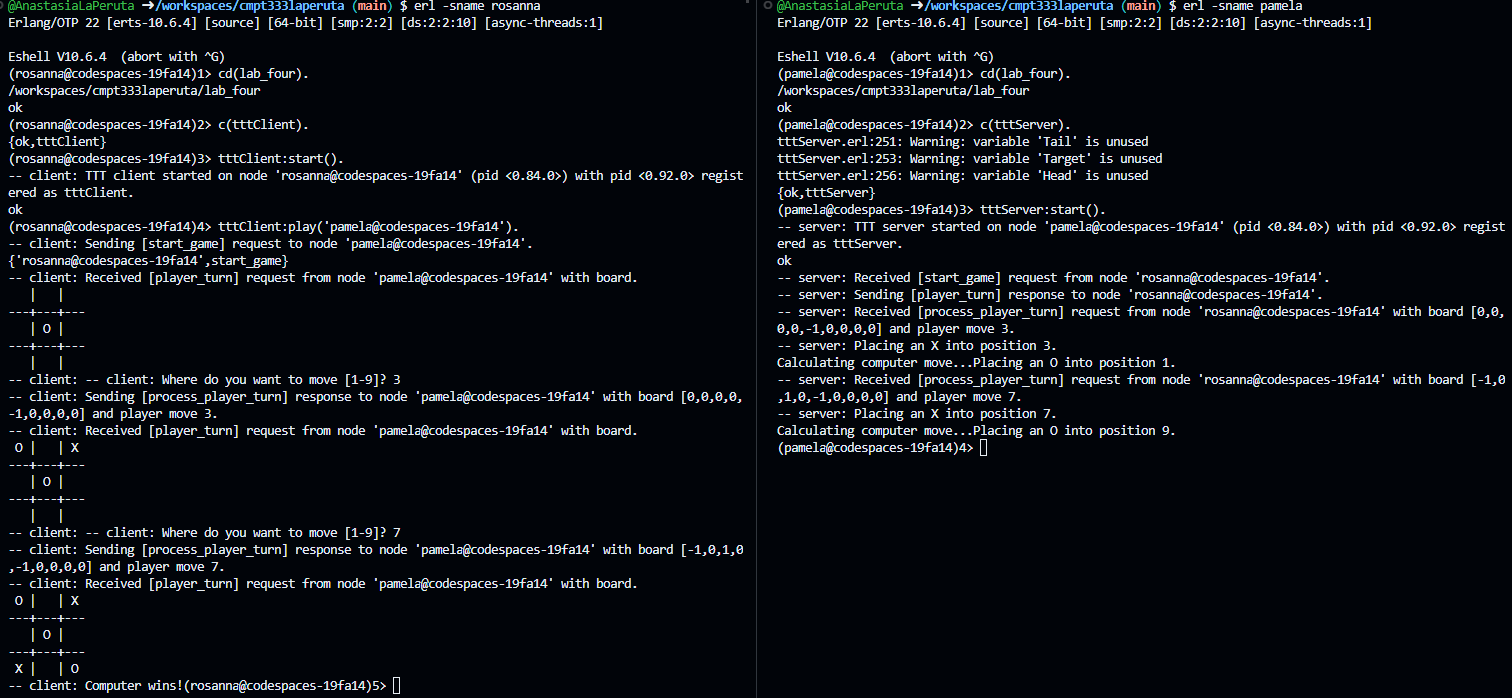 @AnastasiaLaPeruta ➜/workspaces/cmpt333laperuta (main) $ erl -sname rosanna
Erlang/OTP 22 [erts-10.6.4] [source] [64-bit] [smp:2:2] [ds:2:2:10] [async-threads:1]
Eshell V10.6.4  (abort with ^G)
(rosanna@codespaces-19fa14)1> cd(lab_four).
/workspaces/cmpt333laperuta/lab_four
ok
(rosanna@codespaces-19fa14)2> c(tttClient).
{ok,tttClient}
(rosanna@codespaces-19fa14)3> tttClient:start().
-- client: TTT client started on node 'rosanna@codespaces-19fa14' (pid <0.84.0>) with pid <0.92.0> regist
ered as tttClient.
ok
(rosanna@codespaces-19fa14)4> tttClient:play('pamela@codespaces-19fa14').
-- client: Sending [start_game] request to node 'pamela@codespaces-19fa14'.
{'rosanna@codespaces-19fa14',start_game}
-- client: Received [player_turn] request from node 'pamela@codespaces-19fa14' with board.
   |   |
---+---+---
   | O |
---+---+---
   |   |
-- client: -- client: Where do you want to move [1-9]? 3
-- client: Sending [process_player_turn] response to node 'pamela@codespaces-19fa14' with board [0,0,0,0,
-1,0,0,0,0] and player move 3.
-- client: Received [player_turn] request from node 'pamela@codespaces-19fa14' with board.
 O |   | X
---+---+---
   | O |
---+---+---
   |   |
-- client: -- client: Where do you want to move [1-9]? 7
-- client: Sending [process_player_turn] response to node 'pamela@codespaces-19fa14' with board [-1,0,1,0
,-1,0,0,0,0] and player move 7.
-- client: Received [player_turn] request from node 'pamela@codespaces-19fa14' with board.
 O |   | X
---+---+---
   | O |
---+---+---
 X |   | O
-- client: Computer wins!(rosanna@codespaces-19fa14)5>
@AnastasiaLaPeruta ➜/workspaces/cmpt333laperuta (main) $ erl -sname pamela
Erlang/OTP 22 [erts-10.6.4] [source] [64-bit] [smp:2:2] [ds:2:2:10] [async-threads:1]
Eshell V10.6.4  (abort with ^G)
(pamela@codespaces-19fa14)1> cd(lab_four).
/workspaces/cmpt333laperuta/lab_four
ok
(pamela@codespaces-19fa14)2> c(tttServer).
tttServer.erl:251: Warning: variable 'Tail' is unused
tttServer.erl:253: Warning: variable 'Target' is unused
tttServer.erl:256: Warning: variable 'Head' is unused
{ok,tttServer}
(pamela@codespaces-19fa14)3> tttServer:start().
-- server: TTT server started on node 'pamela@codespaces-19fa14' (pid <0.84.0>) with pid <0.92.0> regist
ered as tttServer.
ok
-- server: Received [start_game] request from node 'rosanna@codespaces-19fa14'.
-- server: Sending [player_turn] response to node 'rosanna@codespaces-19fa14'.
-- server: Received [process_player_turn] request from node 'rosanna@codespaces-19fa14' with board [0,0,
0,0,-1,0,0,0,0] and player move 3.
-- server: Placing an X into position 3.
Calculating computer move...Placing an O into position 1.
-- server: Received [process_player_turn] request from node 'rosanna@codespaces-19fa14' with board [-1,0
,1,0,-1,0,0,0,0] and player move 7.
-- server: Placing an X into position 7.
Calculating computer move...Placing an O into position 9.
(pamela@codespaces-19fa14)4>